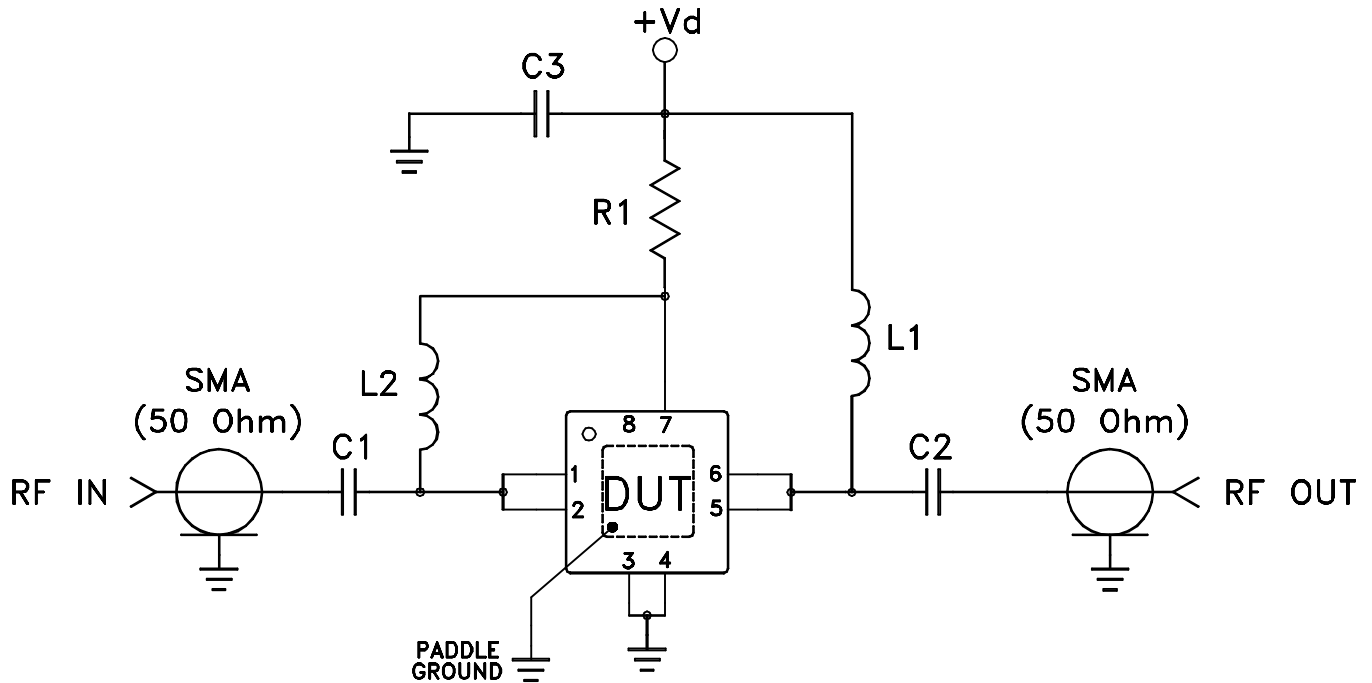 +Vd
C3
R1
L1
L2
SMA
(50 Ohm)
SMA
(50 Ohm)
C1
C2
8 7
1
6
2
5
DUT
3 4
RF IN
RF OUT
PADDLE
GROUND